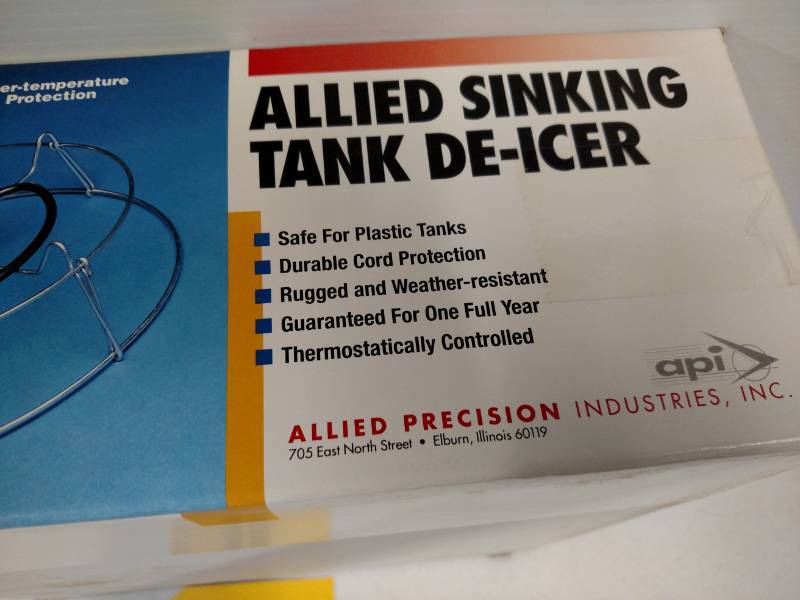 er-temperature
Protection
ALLIED SINKING
TANK DE-ICER
Safe For Plastic Tanks
Durable Cord Protection
Rugged and Weather-resistant
Guaranteed For One Full Year
Thermostatically Controlled
api
ALLIED PRECISION INDUSTRIES, INC.
705 East North Street • Elburn, Illinois 60119